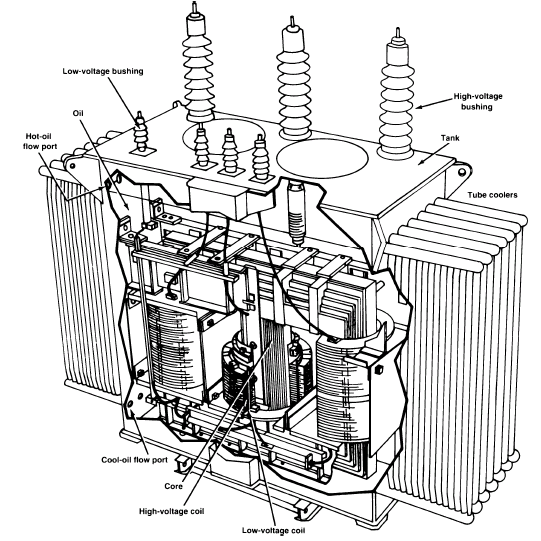 Low-voltage bushing
High-voltage
bushing
Oil
Hot-oil
flow port
Tank
Tube coolers
Cool-oil flow port
Core
High-voltage coil
Low-voltage coil